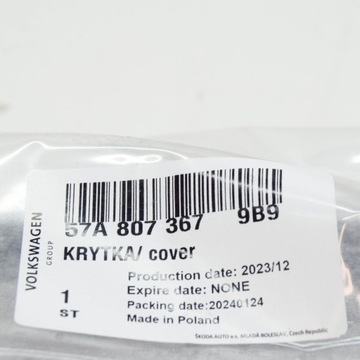 VOLKSWAGEN
GROUP
57A 807 367 9B9
KRYTKA/ cover
Production date: 2023/12
Expire date: NONE
1
ST
Packing date:20240124
Made in Poland
ŠKODA AUTO a.s. MLADÁ BOLESLAV, Czech Republic